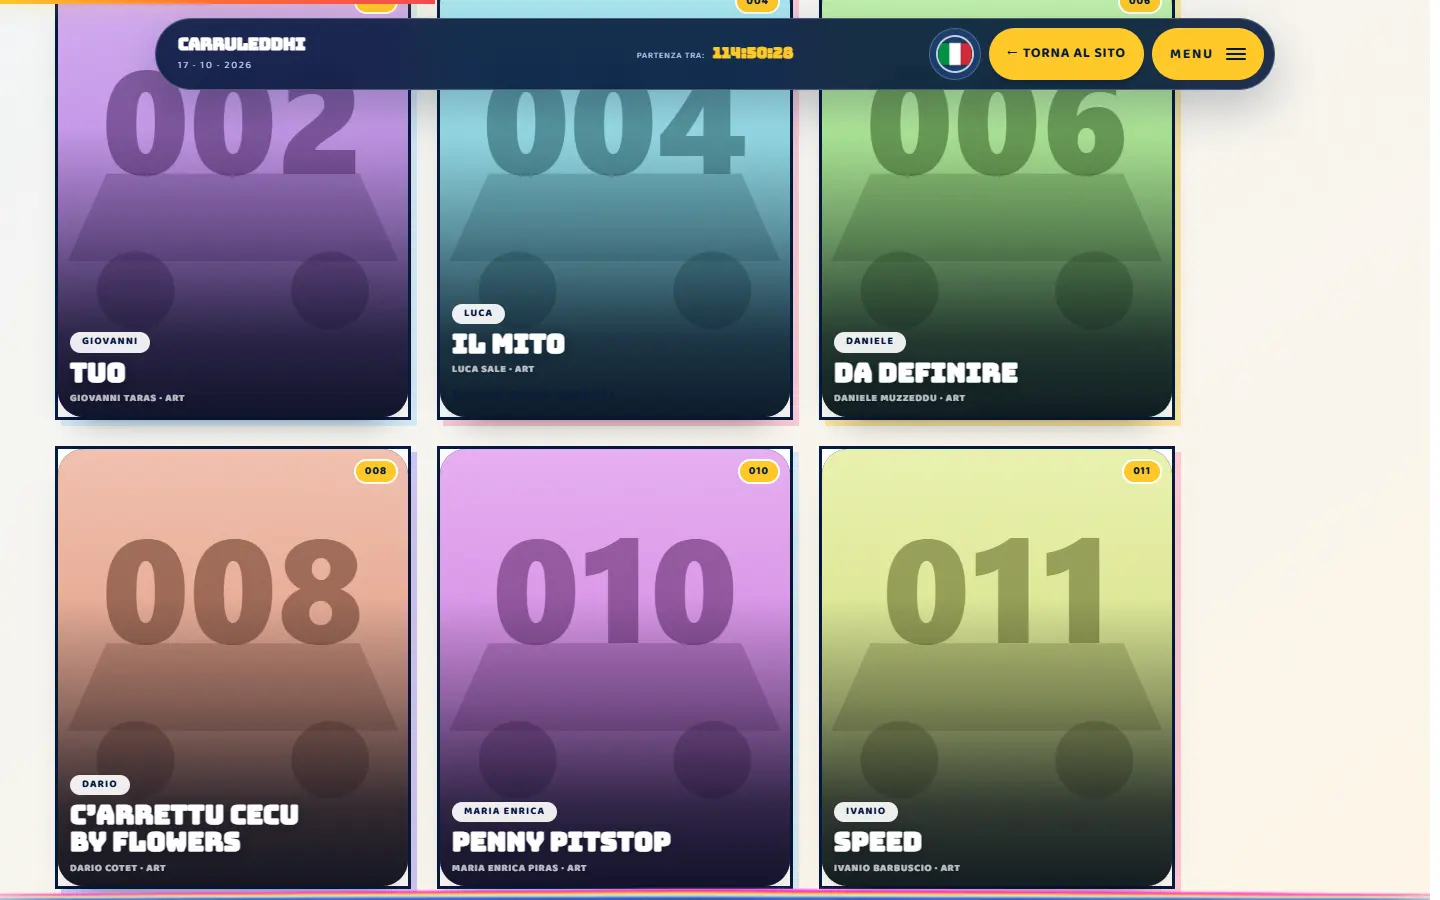 004
006
CARRULEDDHI
17 - 10 - 2026
PARTENZA TRA: 114:50:28
← TORNA AL SITO
MENU
002
004
006
GIOVANNI
TUO
GIOVANNI TARAS • ART
LUCA
IL MITO
LUCA SALE • ART
DANIELE
DA DEFINIRE
DANIELE MUZZEDDU • ART
008
008
DARIO
C'ARRETTU CECU
BY FLOWERS
DARIO COTET • ART
010
010
MARIA ENRICA
PENNY PITSTOP
MARIA ENRICA PIRAS • ART
011
011
IVANIO
SPEED
IVANIO BARBUSCIO • ART